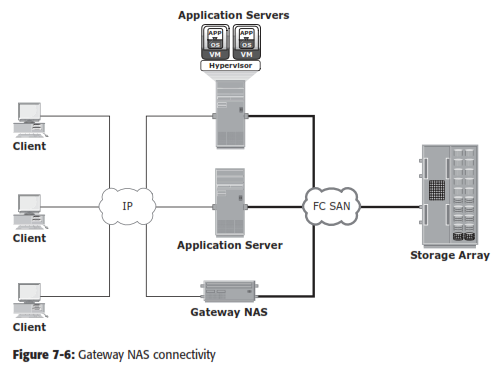 Application Servers
APP APP
OS OS
VM VM
Hypervisor
Client
IP
FC SAN
Client
Application Server
Storage Array
Gateway NAS
Client
Figure 7-6: Gateway NAS connectivity